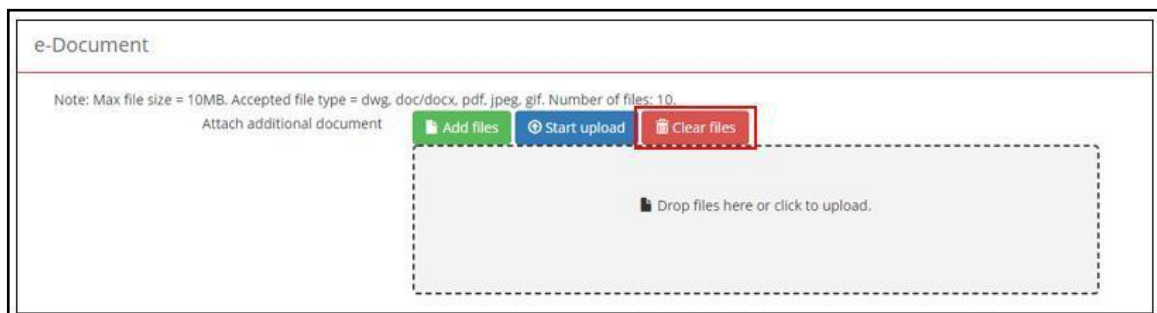 e-Document
Note: Max file size = 10MB. Accepted file type = dwg, doc/docx, pdf, jpeg, gif. Number of files: 10.
Attach additional document
Add files
Start upload
Clear files
Drop files here or click to upload.